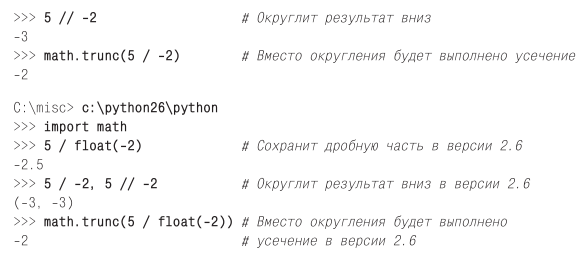 >>> 5 // -2 # Округлит результат вниз
-3
>>> math.trunc(5 / -2) # Вместо округления будет выполнено усечение
-2
C:\misc> c:\python26\python
>>> import math
>>> 5 / float(-2) # Сохранит дробную часть в версии 2.6
-2.5
>>> 5 / -2, 5 // -2 # Округлит результат вниз в версии 2.6
(-3, -3)
>>> math.trunc(5 / float(-2)) # Вместо округления будет выполнено
-2 # усечение в версии 2.6